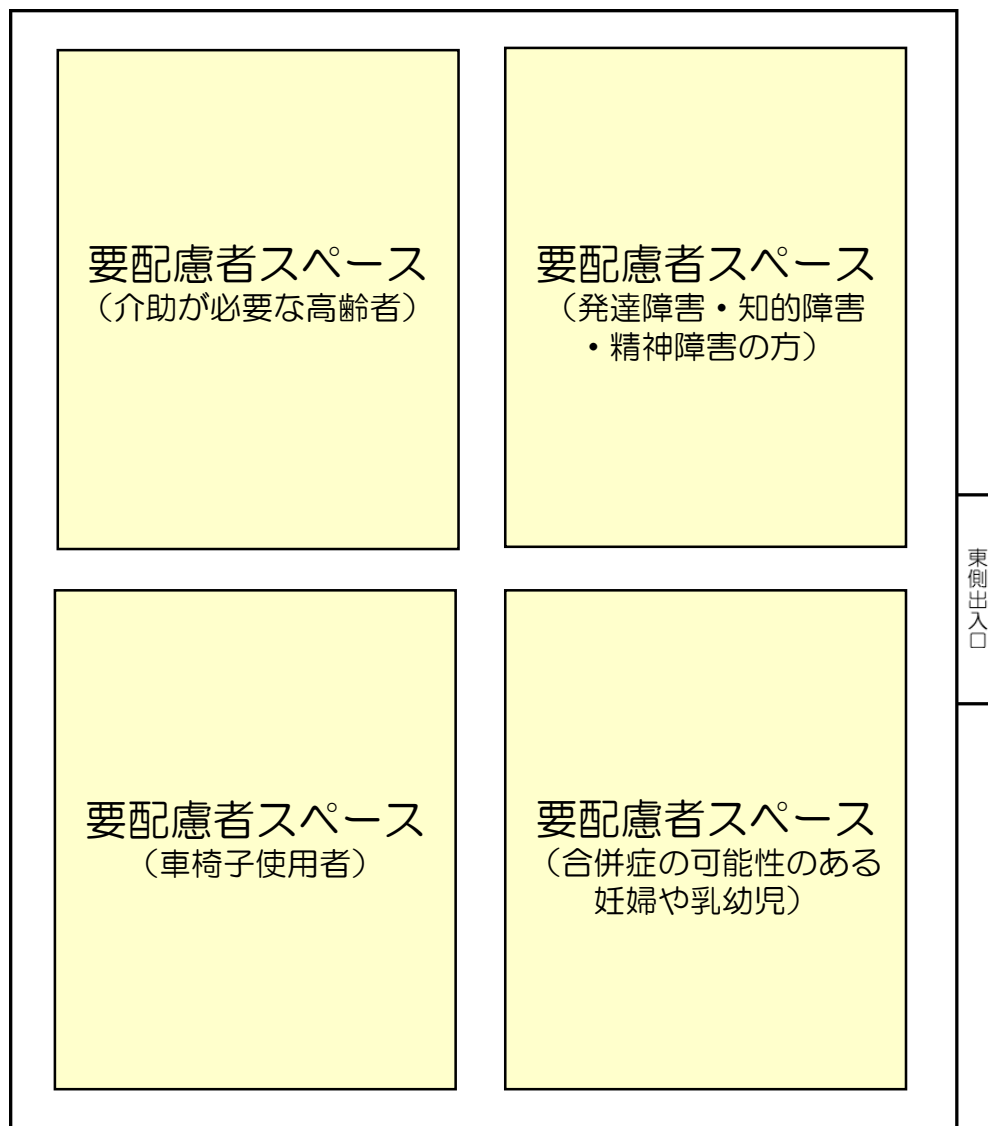 要配慮者スペース
（介助が必要な高齢者）
要配慮者スペース
（発達障害・知的障害
・精神障害の方）
東側出入口
要配慮者スペース
（車椅子使用者）
要配慮者スペース
（合併症の可能性のある
妊婦や乳幼児）